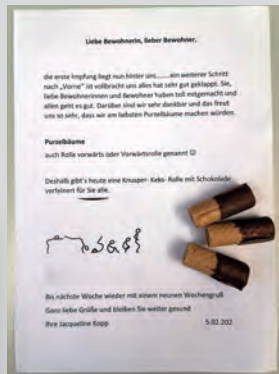 Liebe Bewohnerin, lieber Bewohner,
die erste Impfung liegt nun hinter uns.......ein weiterer Schritt
nach „Vorne“ ist vollbracht uns alles hat sehr gut geklappt. Sie,
liebe Bewohnerinnen und Bewohner haben toll mitgemacht und
allen geht es gut. Darüber sind wir sehr dankbar und das freut
uns so sehr, dass wir am liebsten Purzelbäume machen würden.
Purzelbäume
auch Rolle vorwärts oder Vorwärtsrolle genannt ☺
Deshalb gibt's heute eine Knusper- Keks- Rolle mit Schokolade
verfeinert für Sie alle.
Bis nächste Woche wieder mit einem neunen Wochengruß
Ganz liebe Grüße und bleiben Sie weiter gesund
Ihre Jacqueline Kopp 5.02.202